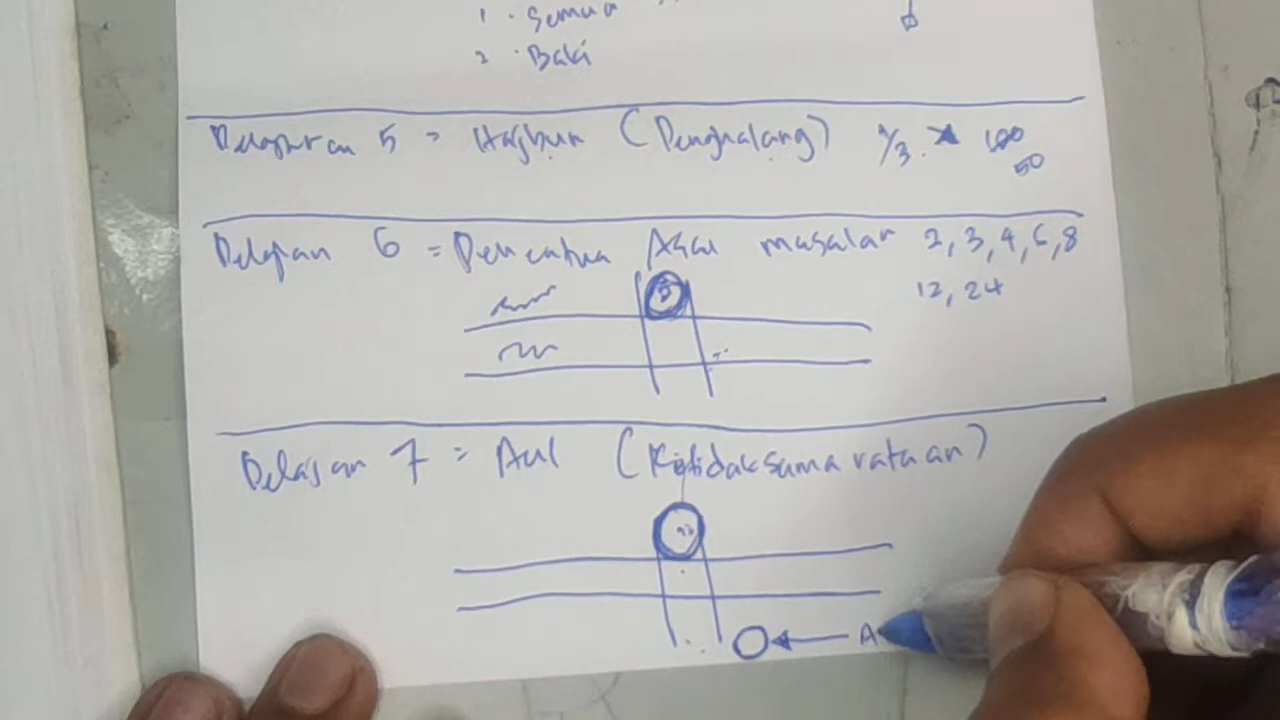 1. Semua
2. Baki
Pelajaran 5 = Hajbun (Penghalang) 1/3. 100
50
Pelajaran 6 = Penentuan Asal masalah 2, 3, 4, 6, 8
12, 24
Pelajaran 7 = Aul (Ketidaksamarataan)
A